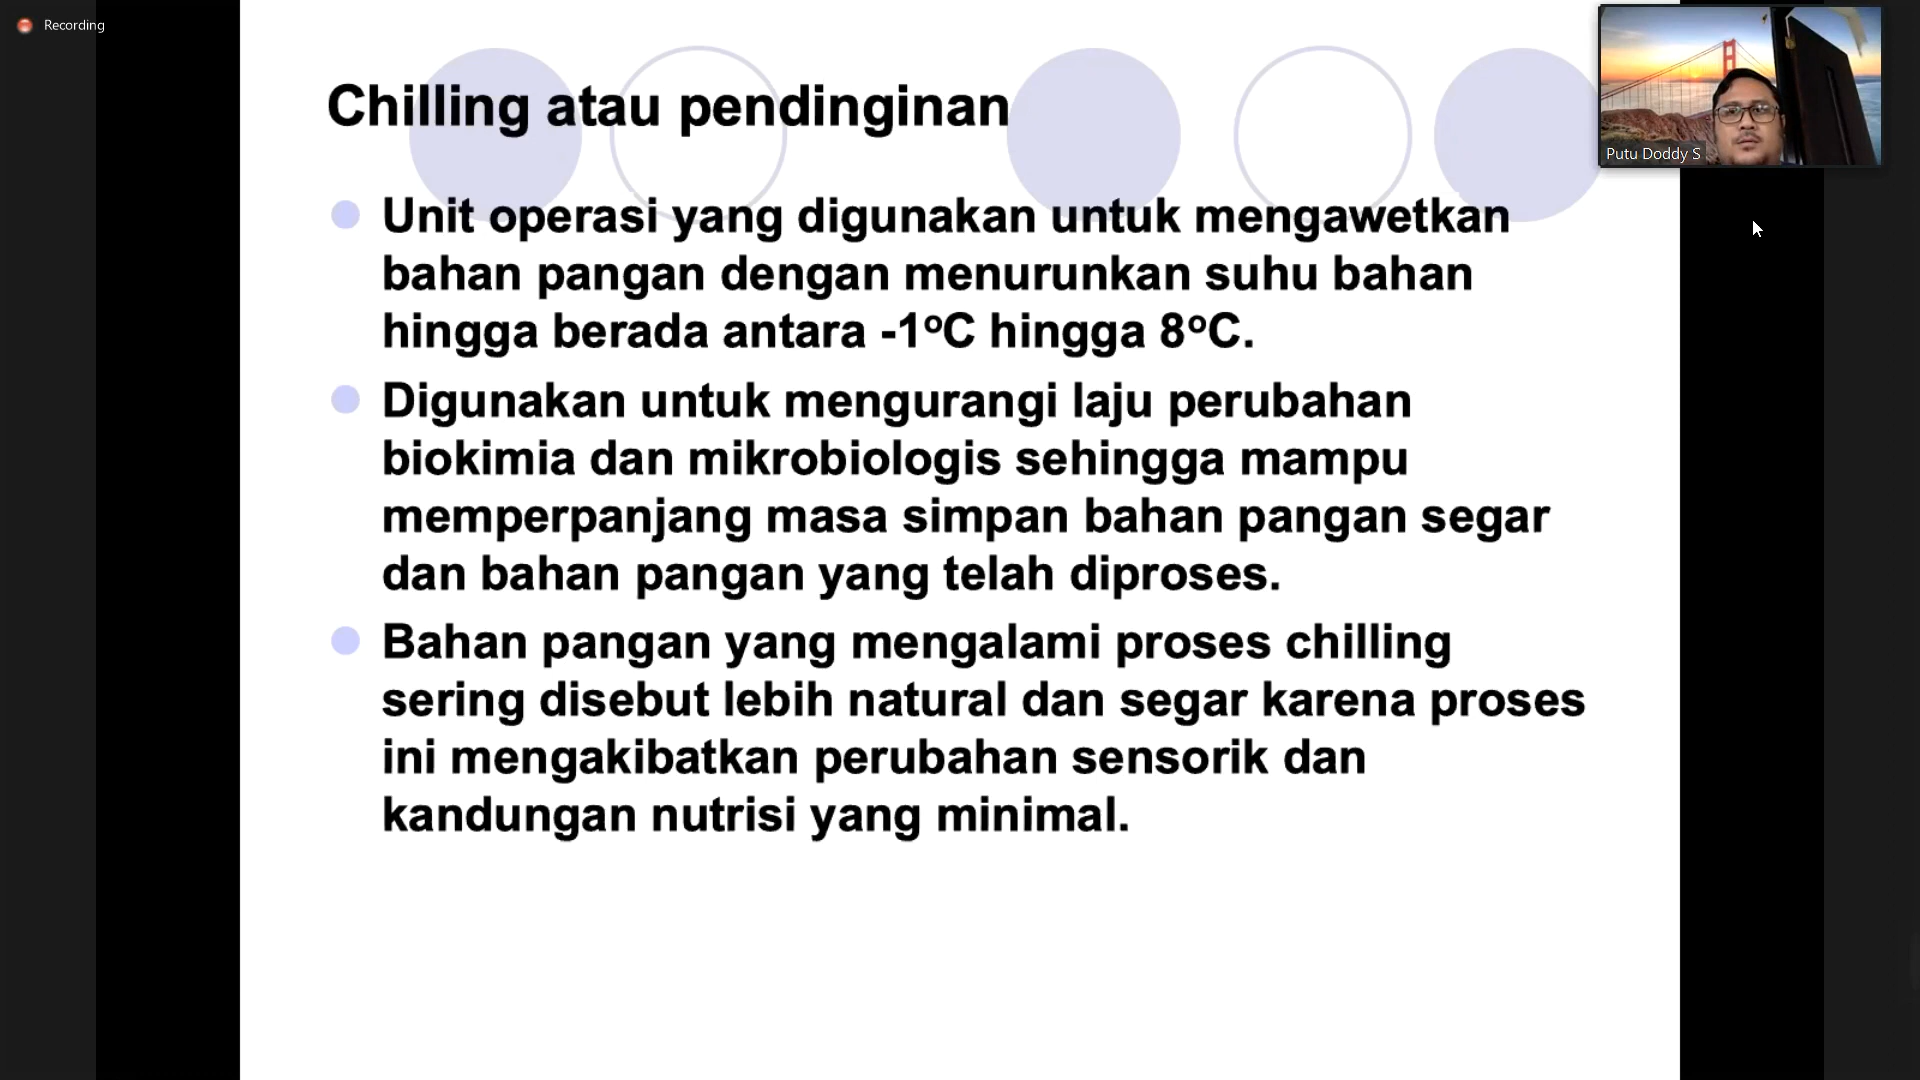 Recording
Chilling atau pendinginan
Unit operasi yang digunakan untuk mengawetkan
bahan pangan dengan menurunkan suhu bahan
hingga berada antara -1ºC hingga 8ºC.
Digunakan untuk mengurangi laju perubahan
biokimia dan mikrobiologis sehingga mampu
memperpanjang masa simpan bahan pangan segar
dan bahan pangan yang telah diproses.
Bahan pangan yang mengalami proses chilling
sering disebut lebih natural dan segar karena proses
ini mengakibatkan perubahan sensorik dan
kandungan nutrisi yang minimal.
Putu Doddy S